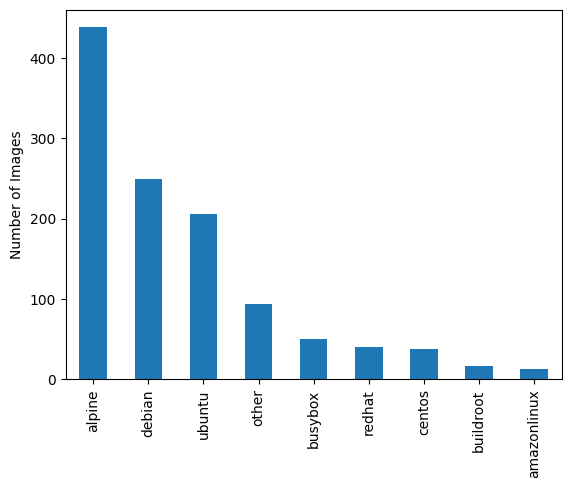 400
300
200
100
0
Number of Images
alpine
debian
ubuntu
other
busybox
redhat
centos
buildroot
amazonlinux